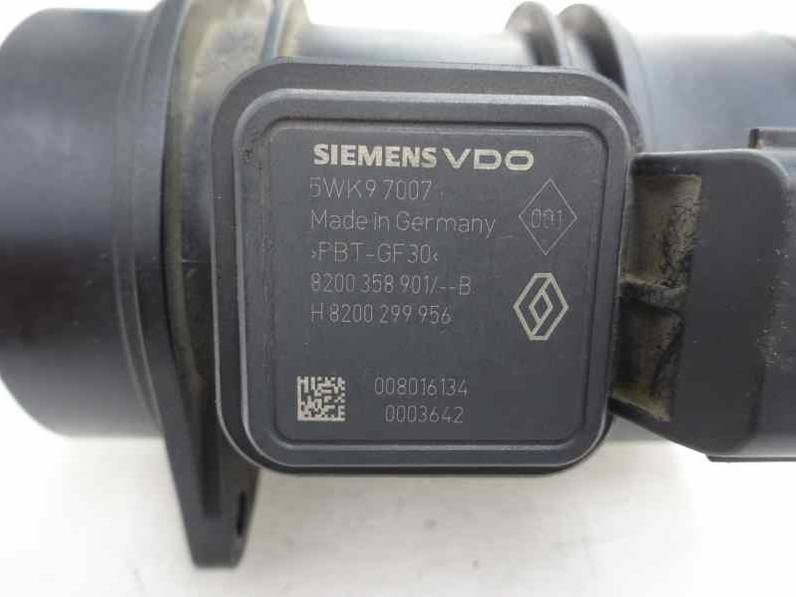 SIEMENS VDO
5WK9 7007
Made in Germany
001
>PBT-GF30<
8200 358 901/--B
H 8200 299 956
008016134
0003642